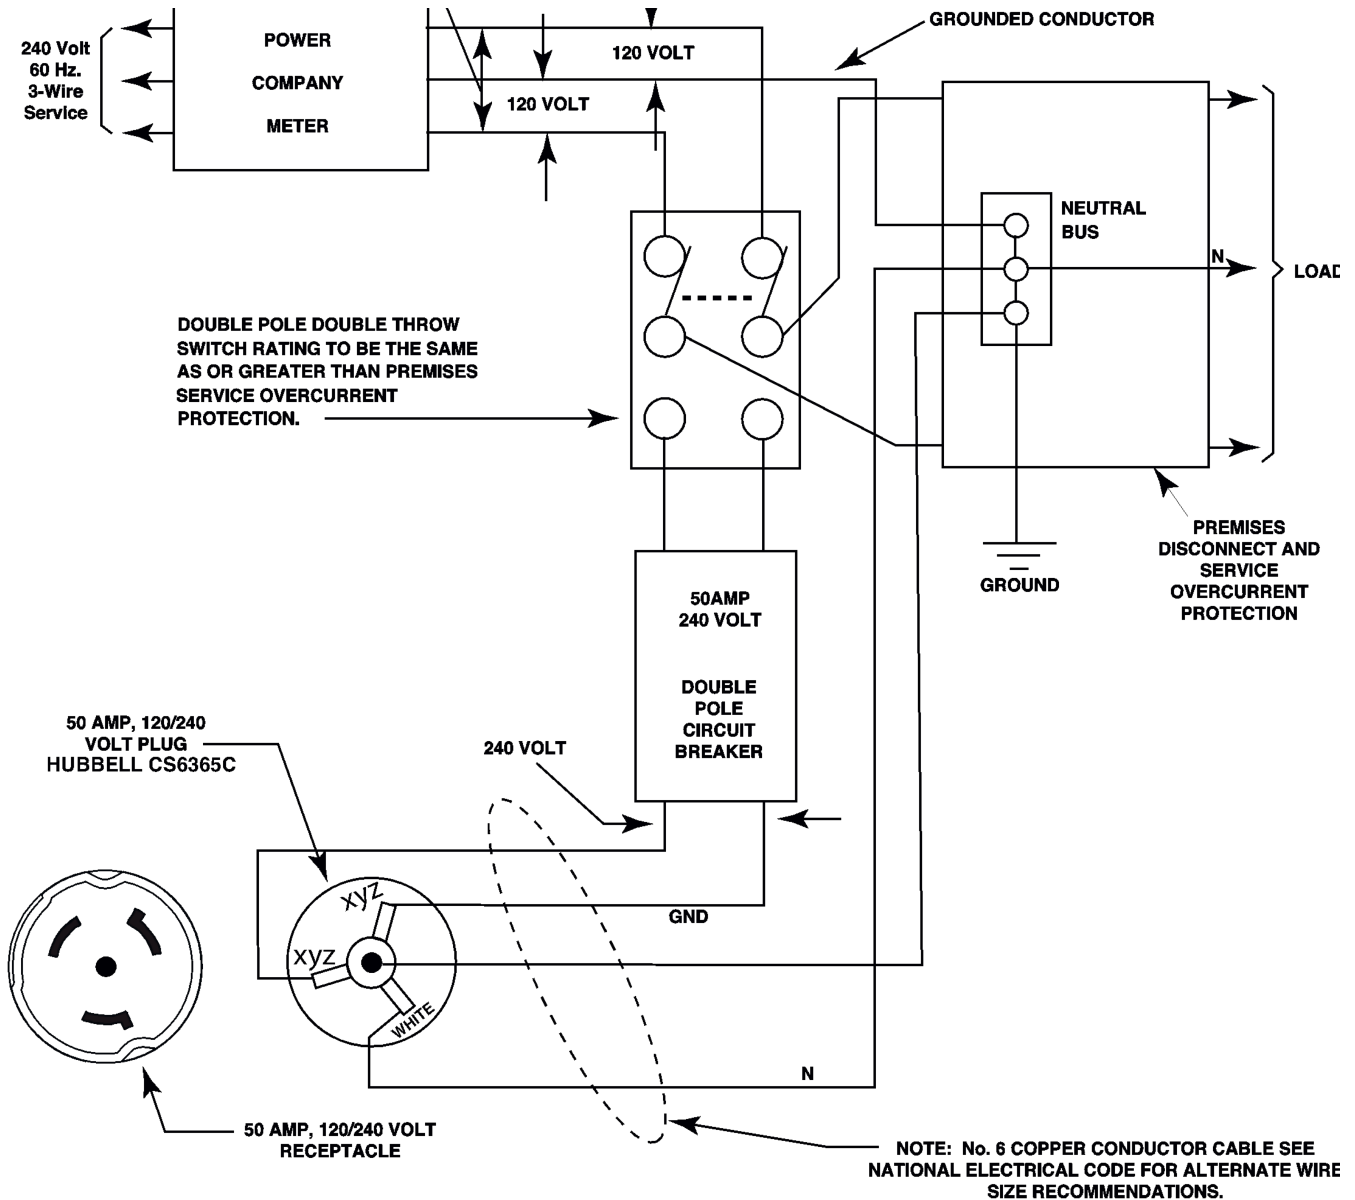 GROUNDED CONDUCTOR
240 Volt
60 Hz.
3-Wire
Service
POWER
COMPANY
METER
120 VOLT
120 VOLT
NEUTRAL
BUS
N
LOAD
DOUBLE POLE DOUBLE THROW
SWITCH RATING TO BE THE SAME
AS OR GREATER THAN PREMISES
SERVICE OVERCURRENT
PROTECTION.
GROUND
PREMISES
DISCONNECT AND
SERVICE
OVERCURRENT
PROTECTION
50AMP
240 VOLT
DOUBLE
POLE
CIRCUIT
BREAKER
50 AMP, 120/240
VOLT PLUG
HUBBELL CS6365C
240 VOLT
xyz
GND
xyz
WHITE
N
50 AMP, 120/240 VOLT
RECEPTACLE
NOTE: No. 6 COPPER CONDUCTOR CABLE SEE
NATIONAL ELECTRICAL CODE FOR ALTERNATE WIRE
SIZE RECOMMENDATIONS.